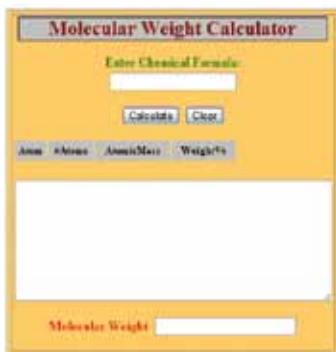 Molecular Weight Calculator
Enter Chemical Formula:
Calculate Clear
Atom #Atoms AtomicMass Weight%
Molecular Weight